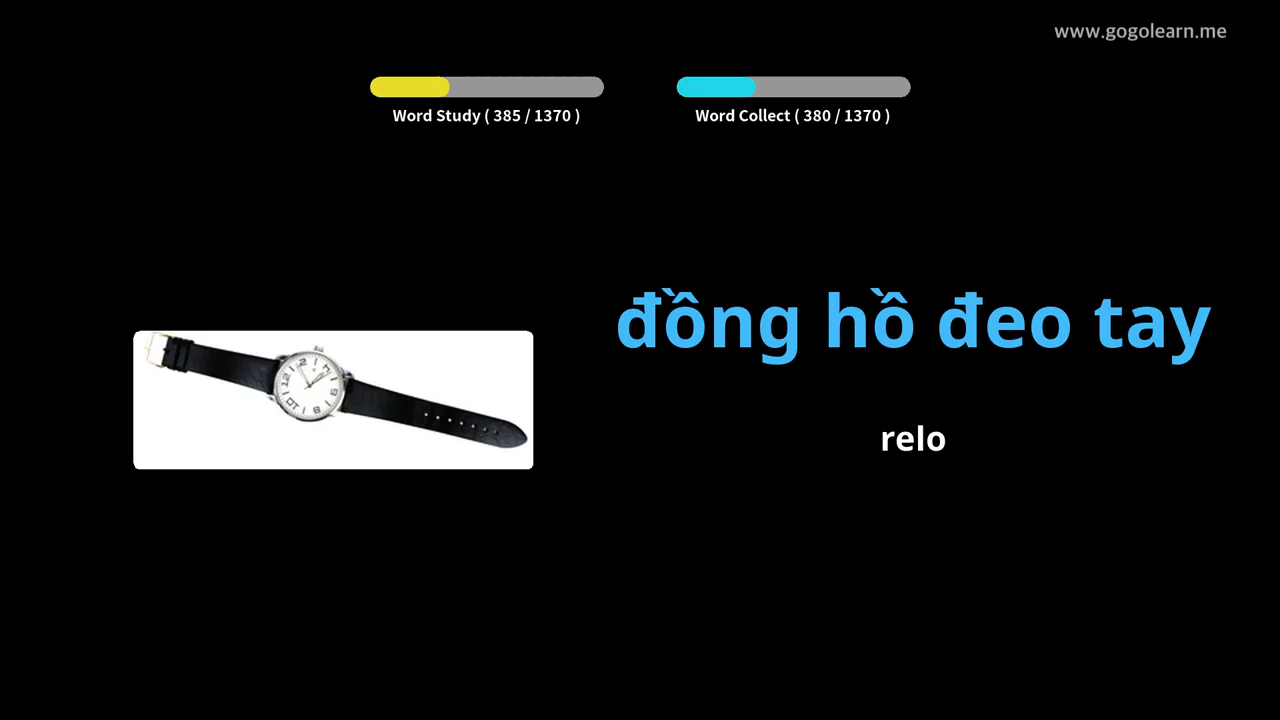 www.gogolearn.me
Word Study ( 385 / 1370 )
Word Collect ( 380 / 1370 )
đồng hồ đeo tay
relo